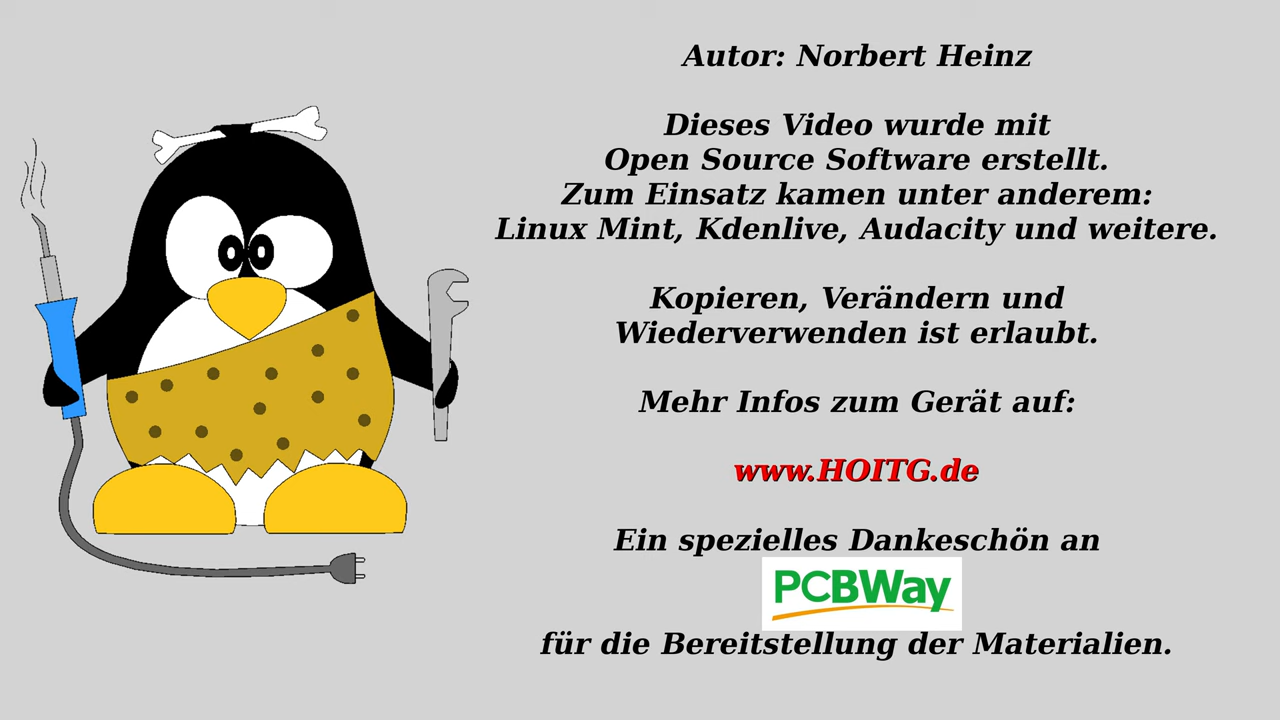 Autor: Norbert Heinz
Dieses Video wurde mit
Open Source Software erstellt.
Zum Einsatz kamen unter anderem:
Linux Mint, Kdenlive, Audacity und weitere.
Kopieren, Verändern und
Wiederverwenden ist erlaubt.
Mehr Infos zum Gerät auf:
www.HOITG.de
Ein spezielles Dankeschön an
PCBWay
für die Bereitstellung der Materialien.